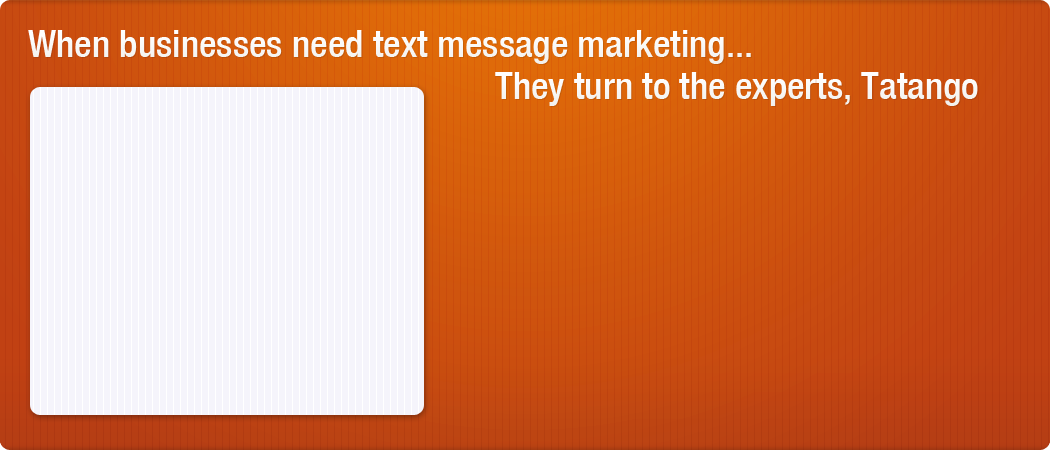 When businesses need text message marketing...
They turn to the experts, Tatango